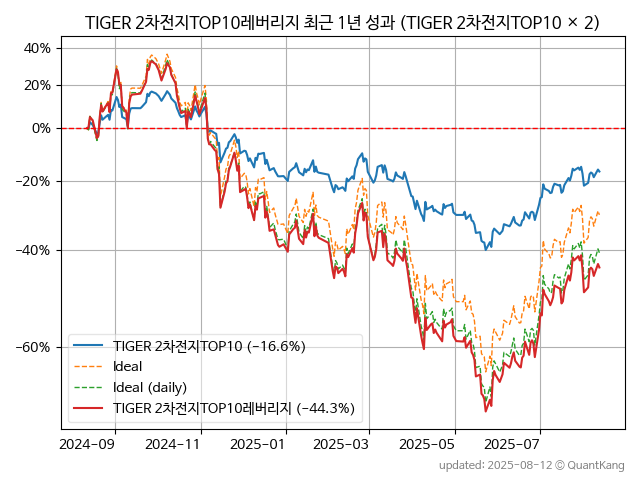 TIGER 2차전지TOP10레버리지 최근 1년 성과 (TIGER 2차전지TOP10 × 2)
40%
20%
0%
−20%
−40%
−60%
TIGER 2차전지TOP10 (−16.6%)
Ideal
Ideal (daily)
TIGER 2차전지TOP10레버리지 (−44.3%)
2024-09 2024-11 2025-01 2025-03 2025-05 2025-07
updated: 2025-08-12 © QuantKang